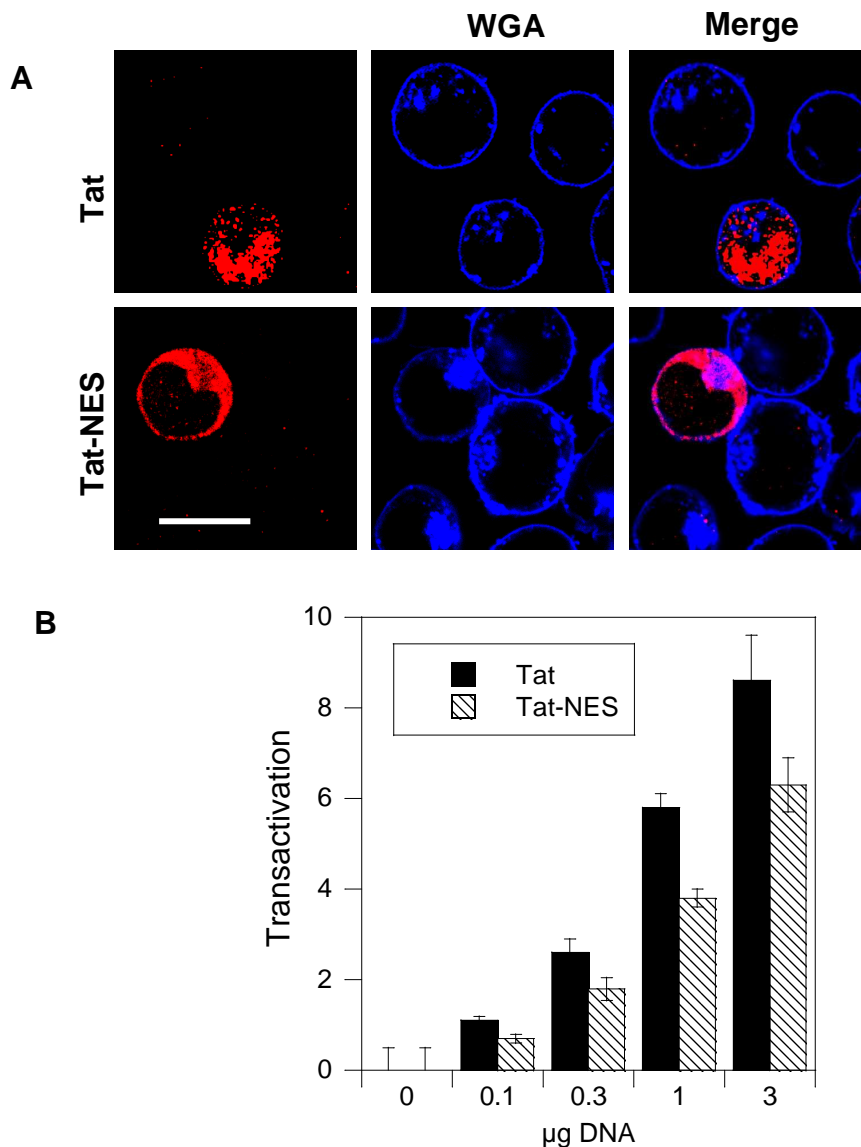 WGA Merge
A
Tat
Tat-NES
B
10
8
6
4
2
0
Transactivation
Tat
Tat-NES
0 0.1 0.3 1 3
µg DNA